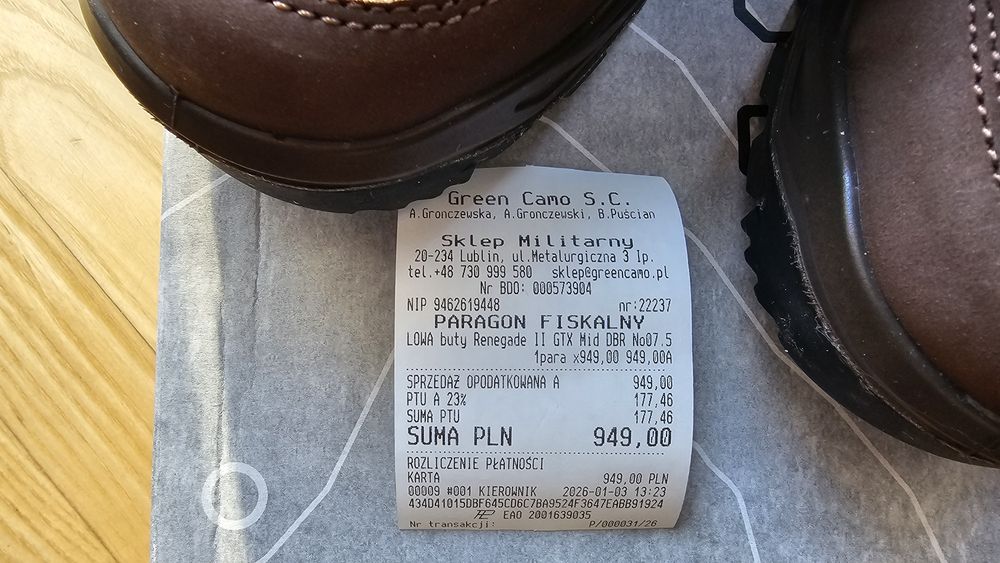 Green Camo S.C.
A.Gronczewska, A.Gronczewski, B.Puścian
Sklep Militarny
20-234 Lublin, ul.Metalurgiczna 3 Ip.
tel.+48 730 999 580 sklep@greencamo.pl
Nr BDO: 000573904
NIP 9462619448 nr:22237
PARAGON FISKALNY
LOWA buty Renegade II GTX Mid DBR No07.5
1para x949,00 949,00A
SPRZEDAŻ OPODATKOWANA A 949,00
PTU A 23% 177,46
SUMA PTU 177,46
SUMA PLN 949,00
ROZLICZENIE PŁATNOŚCI
KARTA 949,00 PLN
00009 #001 KIEROWNIK 2026-01-03 13:23
434D41015DBF645CD6C7BA9524F3647EABB91924
EAO 2001639035
Nr transakcji: P/000031/26